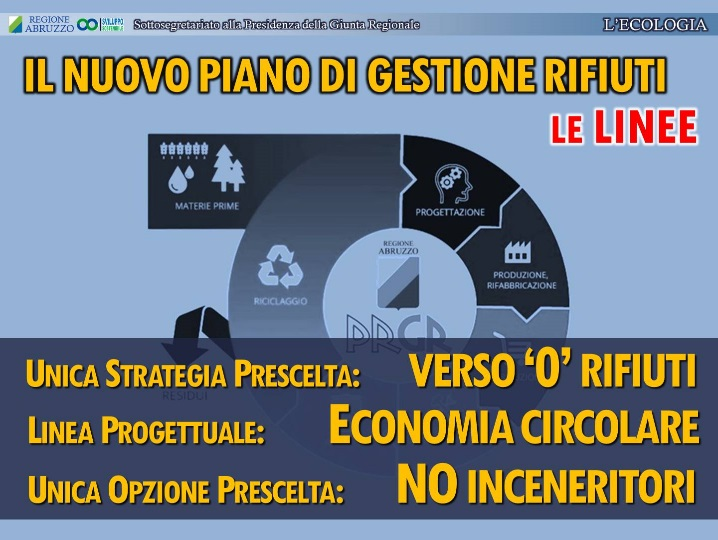 REGIONE
ABRUZZO
SVILUPPO
SOSTENIBILE
Sottosegretariato alla Presidenza della Giunta Regionale
L'ECOLOGIA
IL NUOVO PIANO DI GESTIONE RIFIUTI
LE LINEE
MATERIE PRIME
PROGETTAZIONE
REGIONE
ABRUZZO
PRODUZIONE,
RIFABBRICAZIONE
RICICLAGGIO
PRGR
UNICA STRATEGIA PRESCELTA: VERSO ‘0’ RIFIUTI
RESIDUI
LINEA PROGETTUALE: ECONOMIA CIRCOLARE
UNICA OPZIONE PRESCELTA: NO INCENERITORI